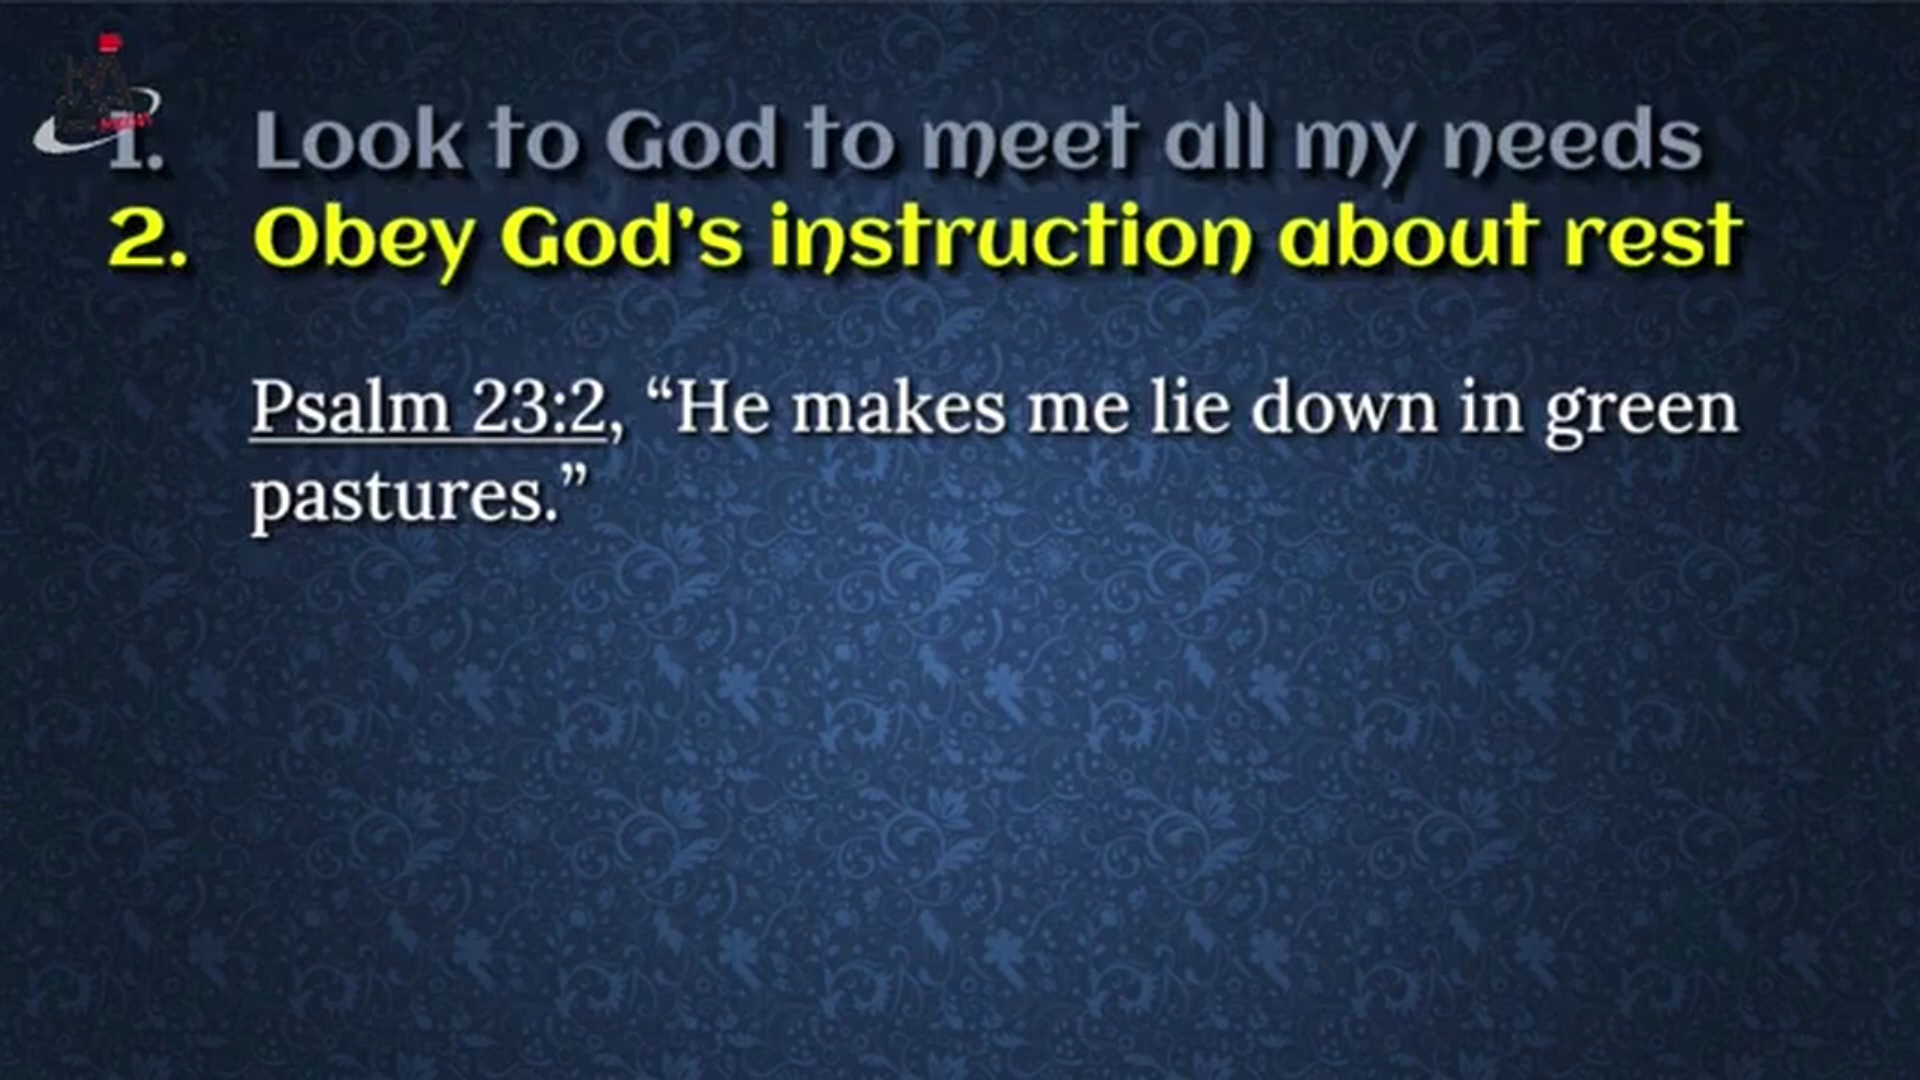 1. Look to God to meet all my needs
2. Obey God’s instruction about rest
Psalm 23:2, “He makes me lie down in green
pastures.”